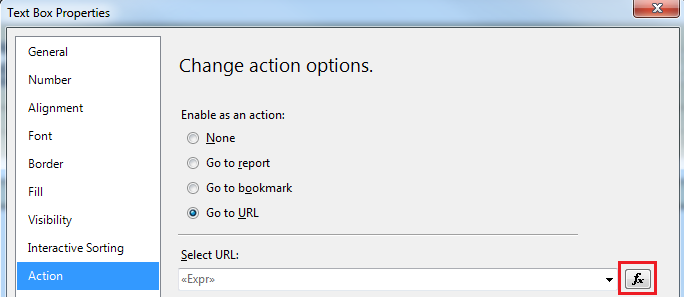 Text Box Properties
General
Number
Alignment
Font
Border
Fill
Visibility
Interactive Sorting
Action
Change action options.
Enable as an action:
None
Go to report
Go to bookmark
Go to URL
Select URL:
«Expr»
fx